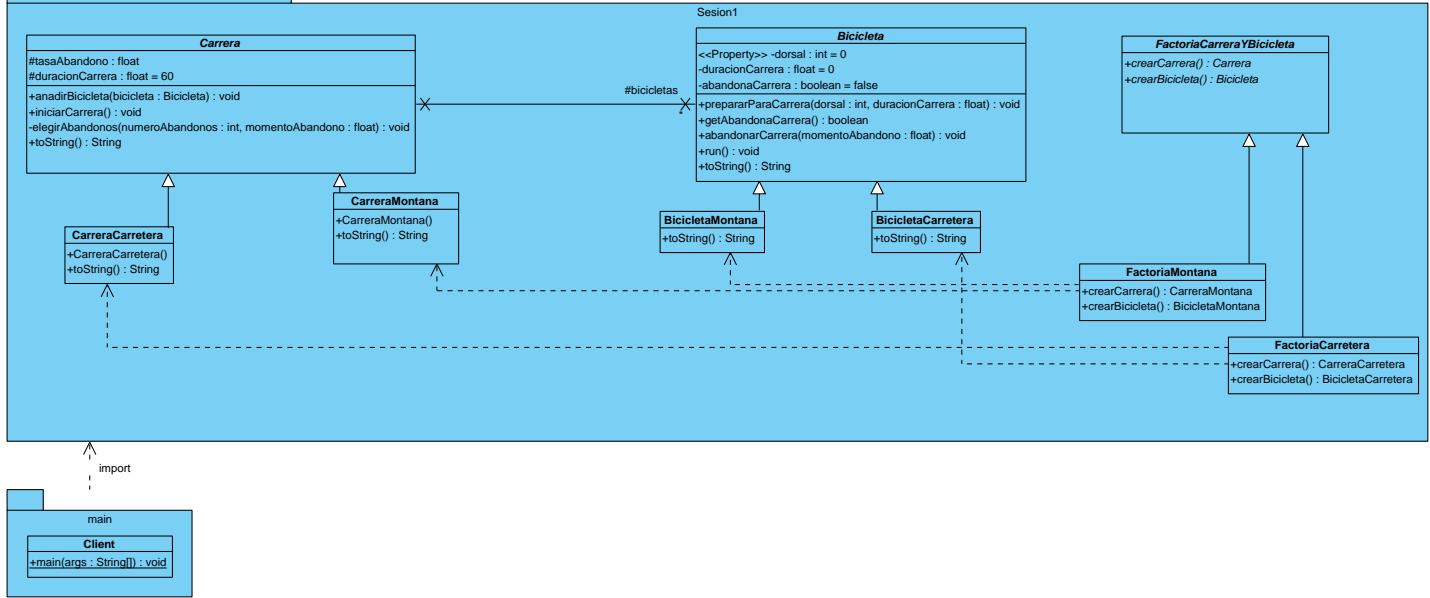 Sesion1
Carrera
#tasaAbandono : float
#duracionCarrera : float = 60
+anadirBicicleta(bicicleta : Bicicleta) : void
+iniciarCarrera() : void
-elegirAbandonos(numeroAbandonos : int, momentoAbandono : float) : void
+toString() : String
#bicicletas
*
Bicicleta
<<Property>> -dorsal : int = 0
-duracionCarrera : float = 0
-abandonaCarrera : boolean = false
+prepararParaCarrera(dorsal : int, duracionCarrera : float) : void
+getAbandonaCarrera() : boolean
+abandonarCarrera(momentoAbandono : float) : void
+run() : void
+toString() : String
FactoriaCarreraYBicicleta
+crearCarrera() : Carrera
+crearBicicleta() : Bicicleta
CarreraCarretera
+CarreraCarretera()
+toString() : String
CarreraMontana
+CarreraMontana()
+toString() : String
BicicletaMontana
+toString() : String
BicicletaCarretera
+toString() : String
FactoriaMontana
+crearCarrera() : CarreraMontana
+crearBicicleta() : BicicletaMontana
FactoriaCarretera
+crearCarrera() : CarreraCarretera
+crearBicicleta() : BicicletaCarretera
import
main
Client
+main(args : String[]) : void